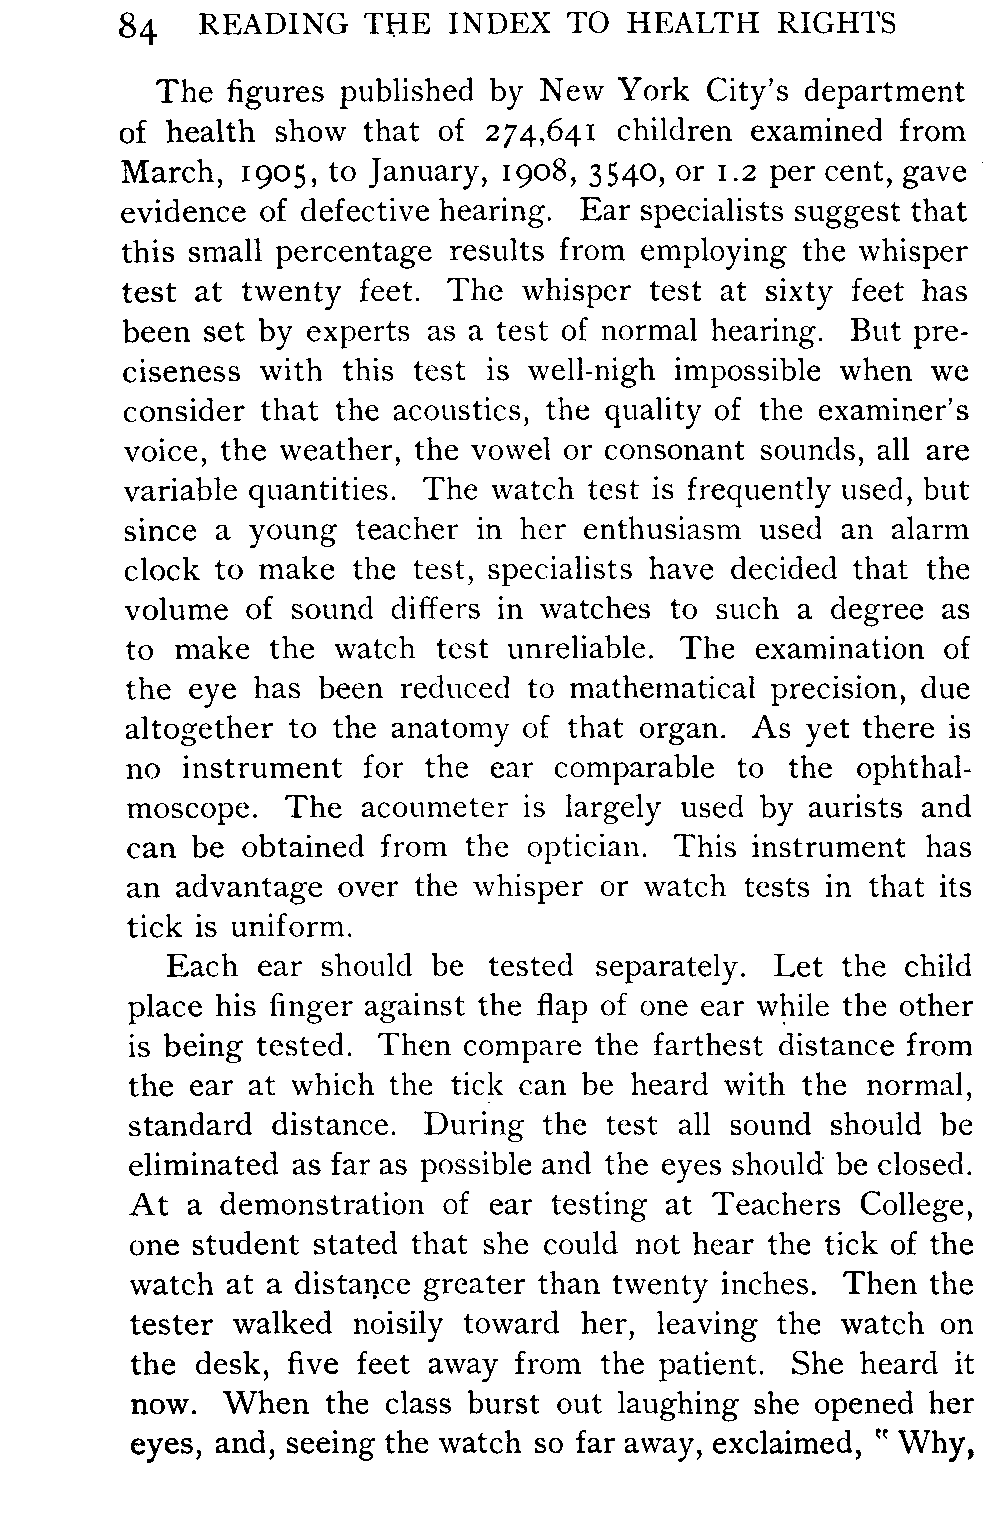 84 READING THE INDEX TO HEALTH RIGHTS
The figures published by New York City's department
of health show that of 274,641 children examined from
March, 1905, to January, 1908, 3540, or 1.2 per cent, gave
evidence of defective hearing. Ear specialists suggest that
this small percentage results from employing the whisper
test at twenty feet. The whisper test at sixty feet has
been set by experts as a test of normal hearing. But pre-
ciseness with this test is well-nigh impossible when we
consider that the acoustics, the quality of the examiner's
voice, the weather, the vowel or consonant sounds, all are
variable quantities. The watch test is frequently used, but
since a young teacher in her enthusiasm used an alarm
clock to make the test, specialists have decided that the
volume of sound differs in watches to such a degree as
to make the watch test unreliable. The examination of
the eye has been reduced to mathematical precision, due
altogether to the anatomy of that organ. As yet there is
no instrument for the ear comparable to the ophthal-
moscope. The acoumeter is largely used by aurists and
can be obtained from the optician. This instrument has
an advantage over the whisper or watch tests in that its
tick is uniform.
Each ear should be tested separately. Let the child
place his finger against the flap of one ear while the other
is being tested. Then compare the farthest distance from
the ear at which the tick can be heard with the normal,
standard distance. During the test all sound should be
eliminated as far as possible and the eyes should be closed.
At a demonstration of ear testing at Teachers College,
one student stated that she could not hear the tick of the
watch at a distance greater than twenty inches. Then the
tester walked noisily toward her, leaving the watch on
the desk, five feet away from the patient. She heard it
now. When the class burst out laughing she opened her
eyes, and, seeing the watch so far away, exclaimed, "Why,